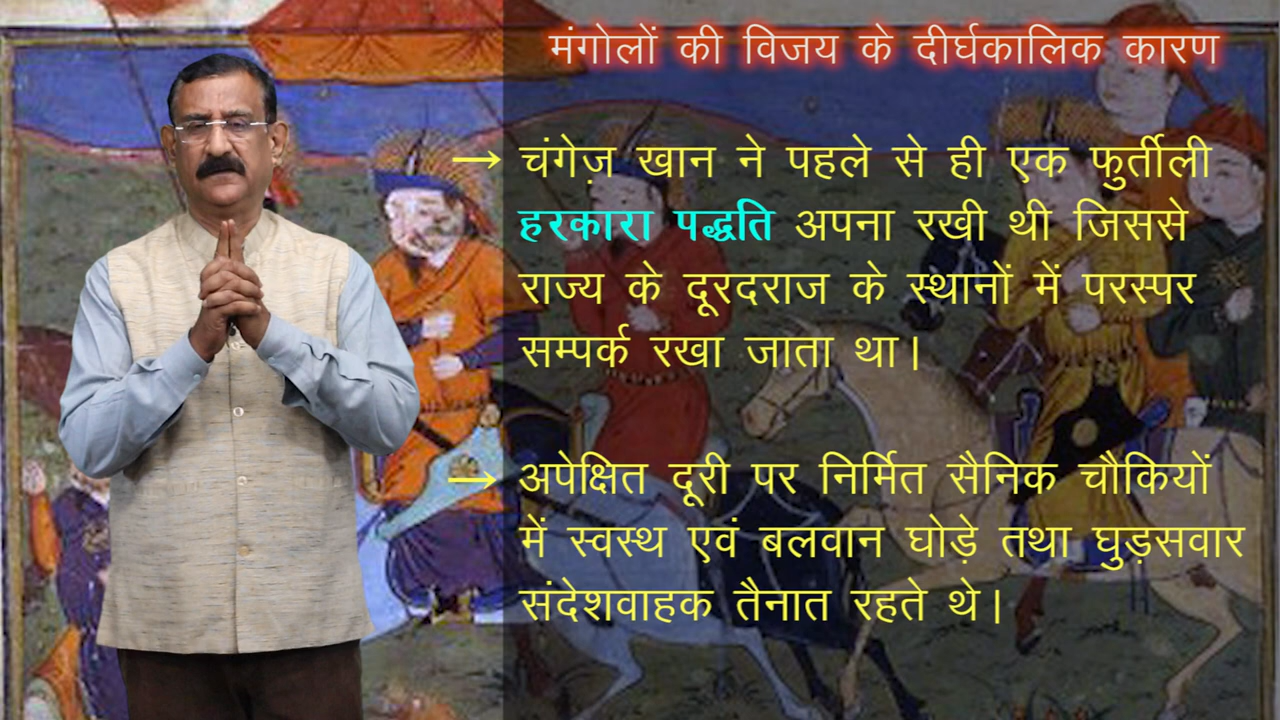 मंगोलों की विजय के दीर्घकालिक कारण
→ चंगेज़ खान ने पहले से ही एक फुर्तीली
हरकारा पद्धति अपना रखी थी जिससे
राज्य के दूरदराज के स्थानों में परस्पर
सम्पर्क रखा जाता था।
→ अपेक्षित दूरी पर निर्मित सैनिक चौकियों
में स्वस्थ एवं बलवान घोड़े तथा घुड़सवार
संदेशवाहक तैनात रहते थे।